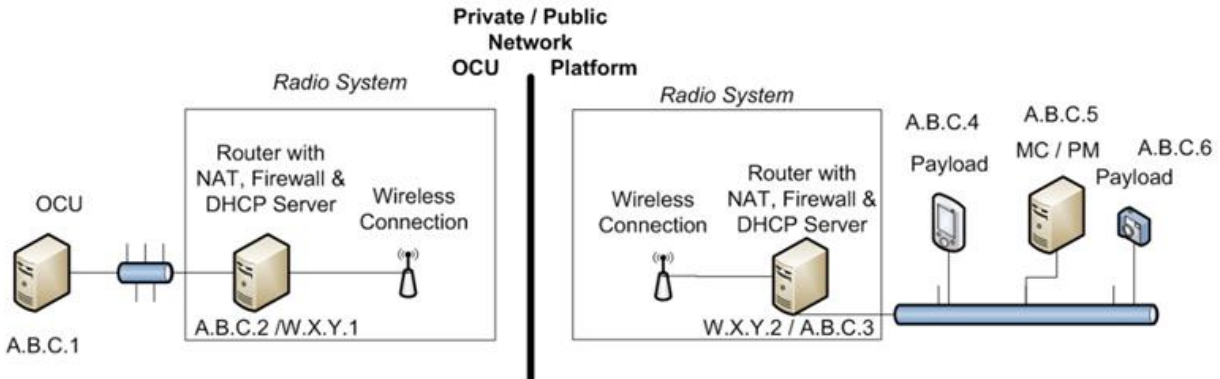 Private / Public
Network
OCU Platform
Radio System
Router with
NAT, Firewall &
DHCP Server
Wireless
Connection
OCU
A.B.C.1
A.B.C.2 /W.X.Y.1
Radio System
Wireless
Connection
Router with
NAT, Firewall &
DHCP Server
W.X.Y.2 / A.B.C.3
A.B.C.4
Payload
A.B.C.5
MC / PM
A.B.C.6
Payload